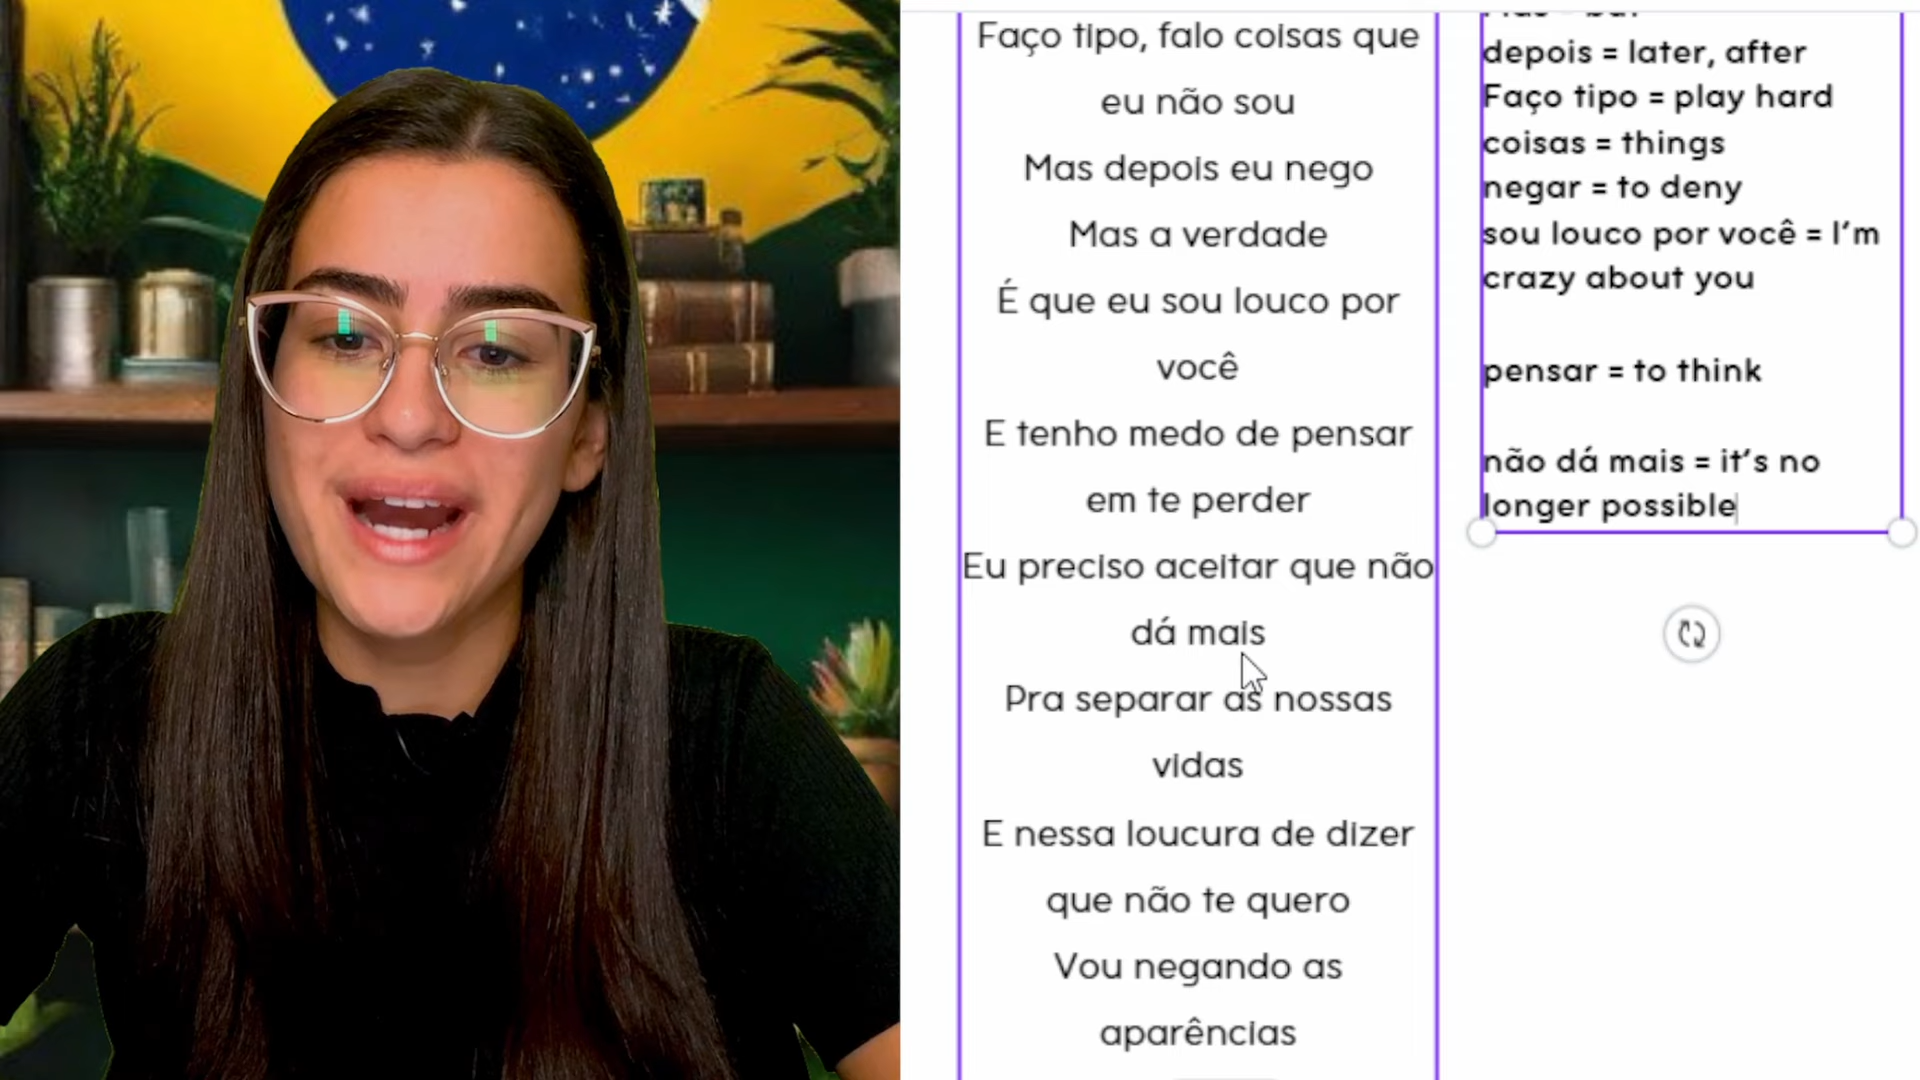 Faço tipo, falo coisas que
eu não sou
Mas depois eu nego
Mas a verdade
É que eu sou louco por
você
E tenho medo de pensar
em te perder
Eu preciso aceitar que não
dá mais
Pra separar as nossas
vidas
E nessa loucura de dizer
que não te quero
Vou negando as
aparências
depois = later, after
Faço tipo = play hard
coisas = things
negar = to deny
sou louco por você = I'm
crazy about you
pensar = to think
não dá mais = it's no
longer possible